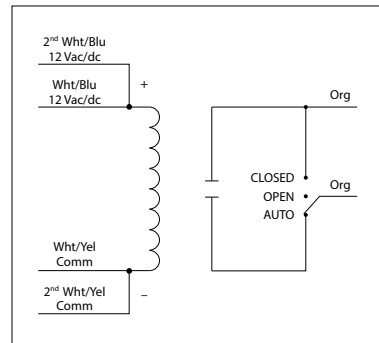 2nd Wht/Blu
12 Vac/dc
Wht/Blu
12 Vac/dc
+
Org
CLOSED
OPEN
AUTO
Org
Wht/Yel
Comm
2nd Wht/Yel
Comm
–